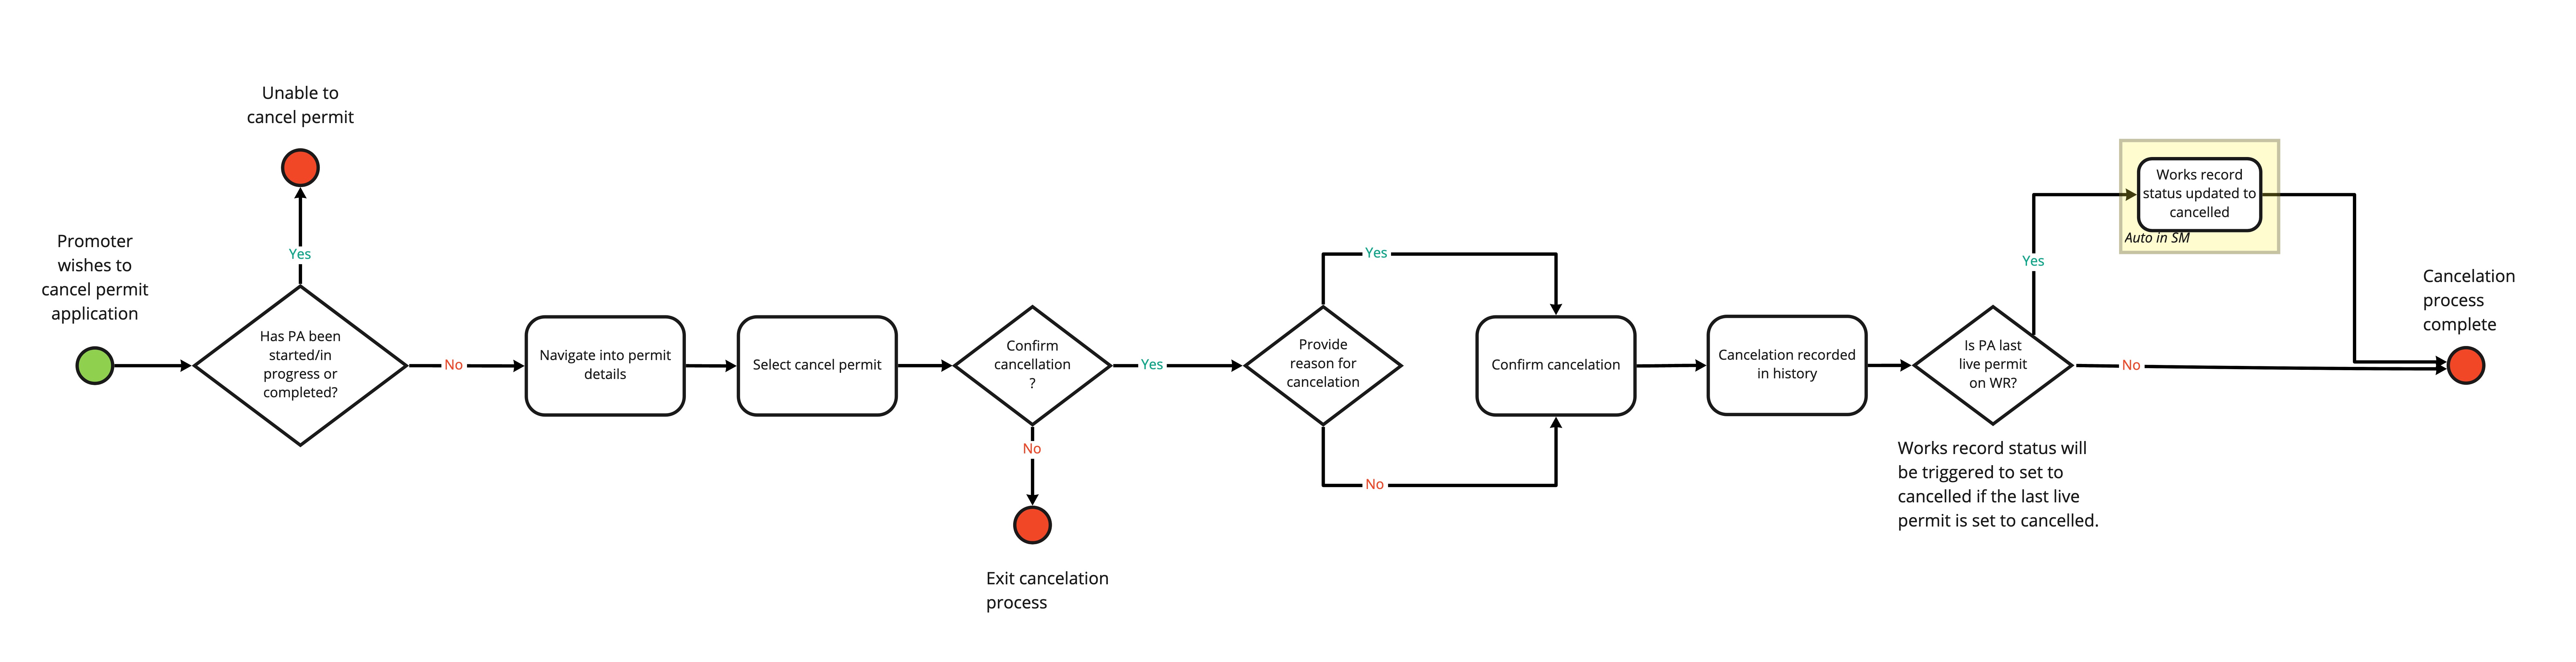 Promoter
wishes to
cancel permit
application
Unable to
cancel permit
Yes
Has PA been
started/in
progress or
completed?
No
Navigate into permit
details
Select cancel permit
Confirm
cancellation
?
No
Exit cancelation
process
Yes
Provide
reason for
cancelation
Yes
No
Confirm cancelation
Cancelation recorded
in history
Is PA last
live permit
on WR?
Works record status will
be triggered to set to
cancelled if the last live
permit is set to cancelled.
Yes
Works record
status updated to
cancelled
Auto in SM
No
Cancelation
process
complete